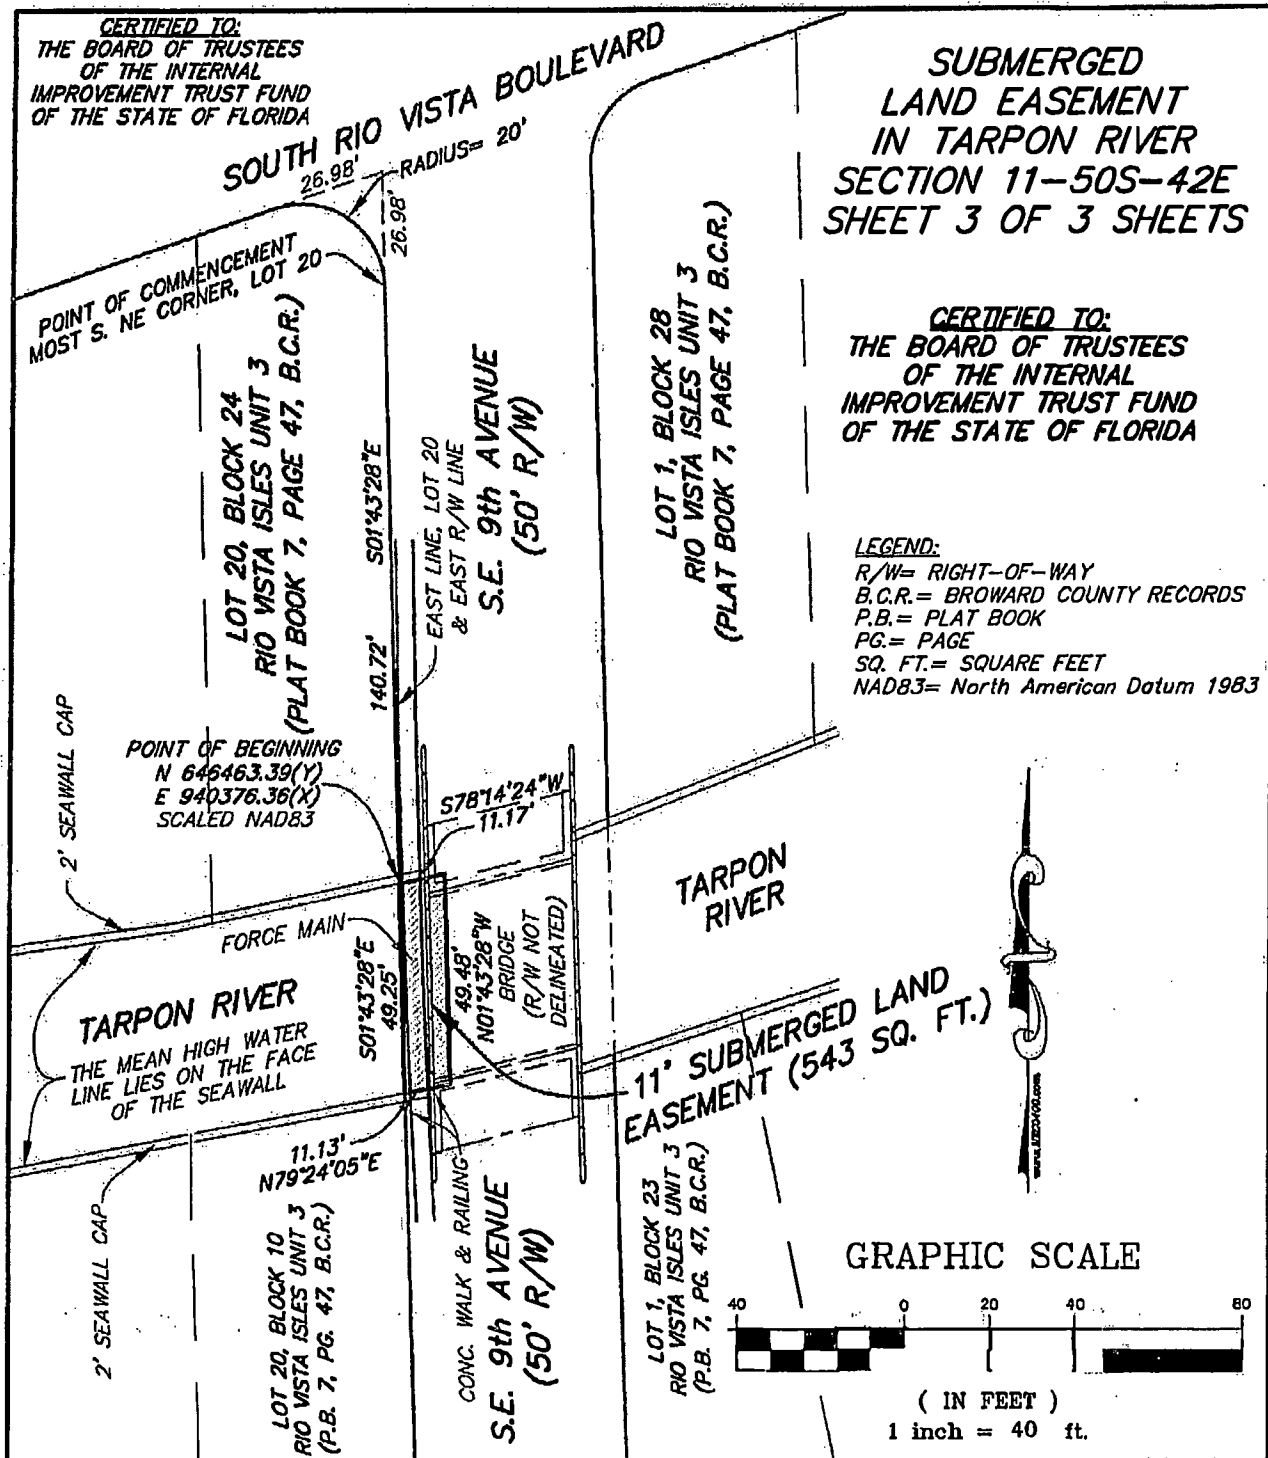 CERTIFIED TO:
THE BOARD OF TRUSTEES
OF THE INTERNAL
IMPROVEMENT TRUST FUND
OF THE STATE OF FLORIDA
SUBMERGED
LAND EASEMENT
IN TARPON RIVER
SECTION 11-50S-42E
SHEET 3 OF 3 SHEETS
SOUTH RIO VISTA BOULEVARD
26.98'
RADIUS= 20'
26.98'
POINT OF COMMENCEMENT
MOST S. NE CORNER, LOT 20
LOT 20, BLOCK 24
RIO VISTA ISLES UNIT 3
(PLAT BOOK 7, PAGE 47, B.C.R.)
S01°43'28"E
140.72'
EAST LINE, LOT 20
& EAST R/W LINE
S.E. 9th AVENUE
(50' R/W)
LOT 1, BLOCK 28
RIO VISTA ISLES UNIT 3
(PLAT BOOK 7, PAGE 47, B.C.R.)
CERTIFIED TO:
THE BOARD OF TRUSTEES
OF THE INTERNAL
IMPROVEMENT TRUST FUND
OF THE STATE OF FLORIDA
LEGEND:
R/W= RIGHT-OF-WAY
B.C.R.= BROWARD COUNTY RECORDS
P.B.= PLAT BOOK
PG.= PAGE
SQ. FT.= SQUARE FEET
NAD83= North American Datum 1983
2' SEAWALL CAP
POINT OF BEGINNING
N 646463.39(Y)
E 940376.36(X)
SCALED NAD83
S78°14'24"W
11.17'
TARPON
RIVER
FORCE MAIN
S01°43'28"E
49.25'
49.48'
N01°43'28"W
BRIDGE
(R/W NOT
DELINEATED)
TARPON RIVER
THE MEAN HIGH WATER
LINE LIES ON THE FACE
OF THE SEAWALL
11' SUBMERGED LAND
EASEMENT (543 SQ. FT.)
11.13'
N79°24'05"E
2' SEAWALL CAP
LOT 20, BLOCK 10
RIO VISTA ISLES UNIT 3
(P.B. 7, PG. 47, B.C.R.)
CONC. WALK & RAILING
S.E. 9th AVENUE
(50' R/W)
LOT 1, BLOCK 23
RIO VISTA ISLES UNIT 3
(P.B. 7, PG. 47, B.C.R.)
GRAPHIC SCALE
40 0 20 40 80
( IN FEET )
1 inch = 40 ft.